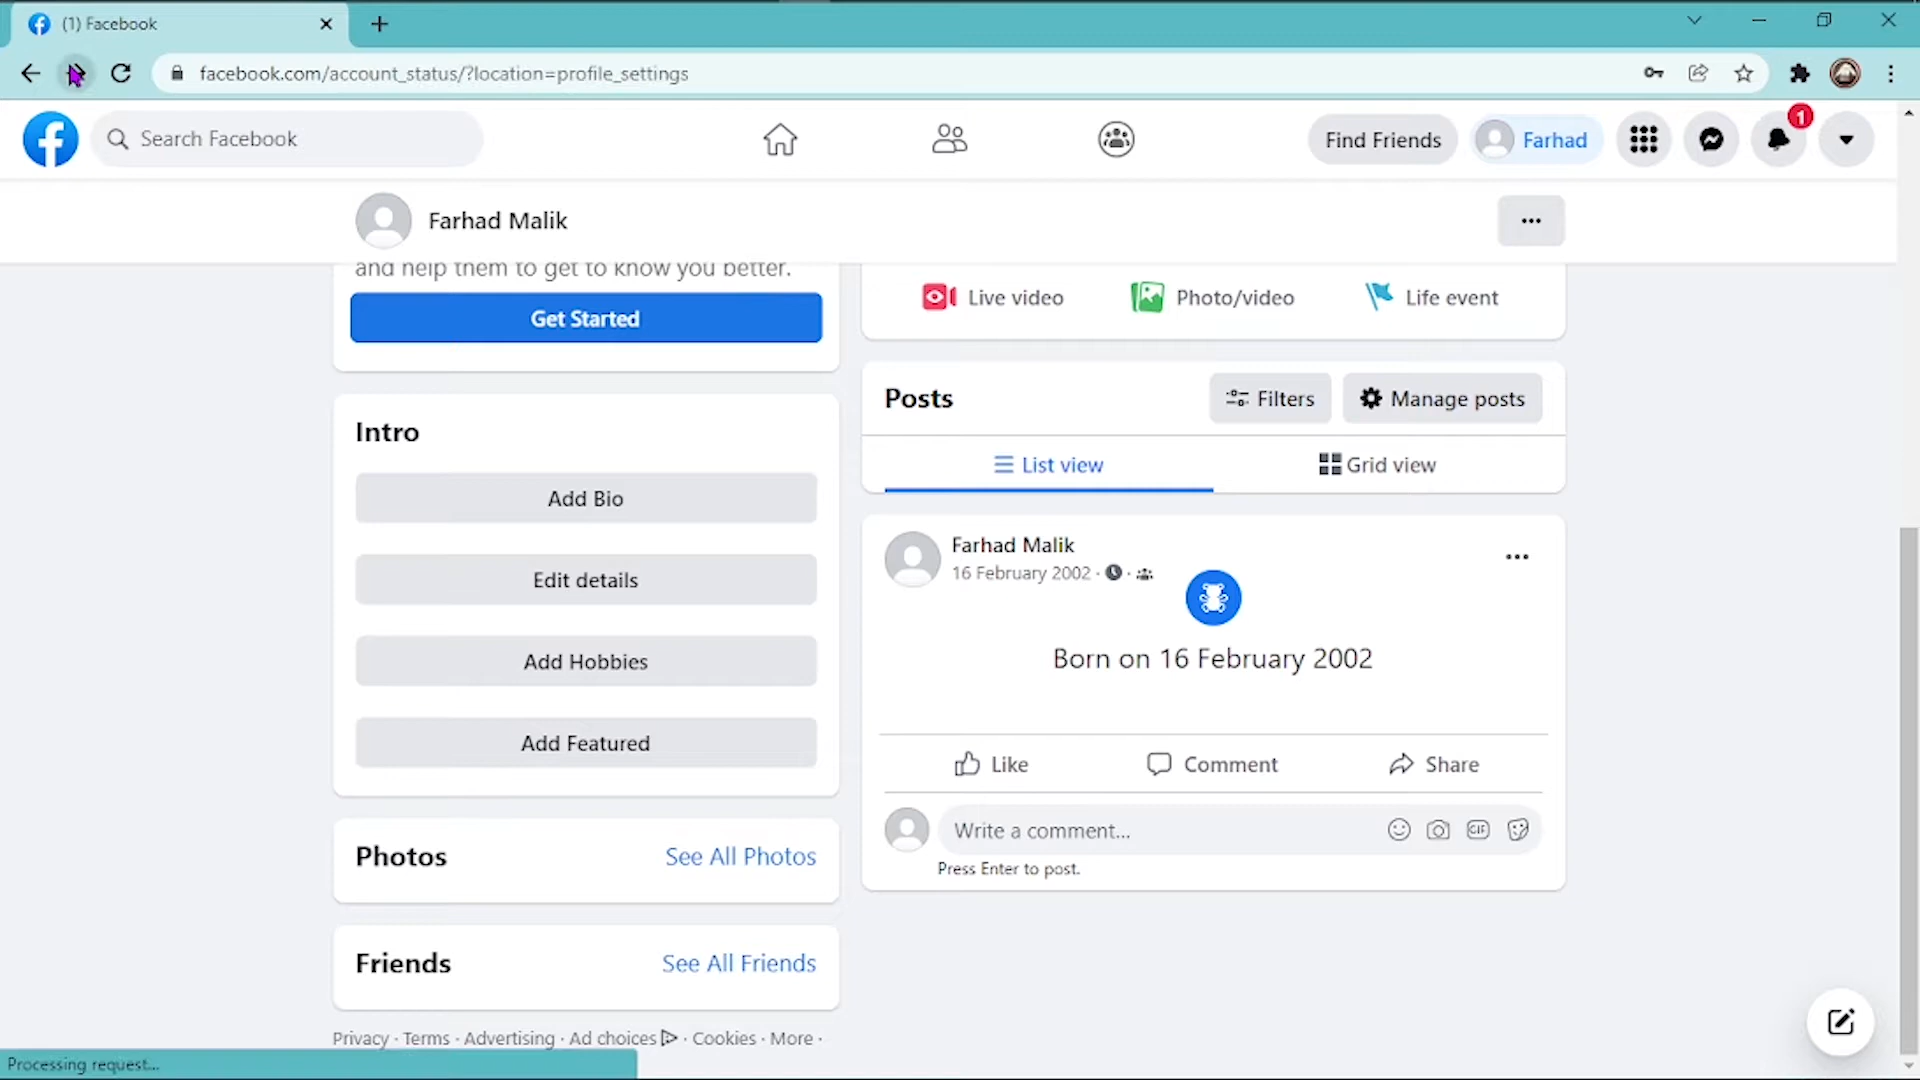 (1) Facebook
facebook.com/account_status/?location=profile_settings
Search Facebook
Find Friends
Farhad
1
Farhad Malik
and help them to get to know you better.
Get Started
Live video
Photo/video
Life event
Intro
Add Bio
Edit details
Add Hobbies
Add Featured
Photos
See All Photos
Friends
See All Friends
Privacy · Terms · Advertising · Ad choices · Cookies · More ·
Posts
Filters
Manage posts
List view
Grid view
Farhad Malik
16 February 2002 ·
Born on 16 February 2002
Like
Comment
Share
Write a comment...
GIF
Press Enter to post.
Processing request...